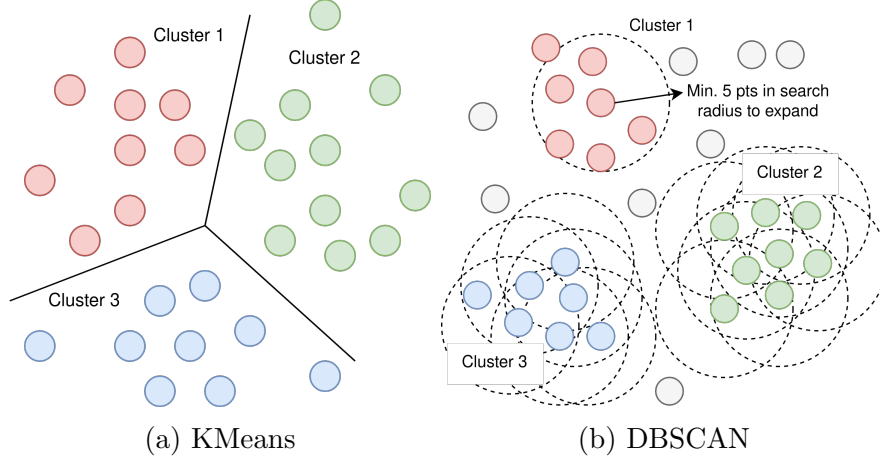 Cluster 1
Cluster 2
Cluster 3
(a) KMeans
Cluster 1
Min. 5 pts in search
radius to expand
Cluster 2
Cluster 3
(b) DBSCAN